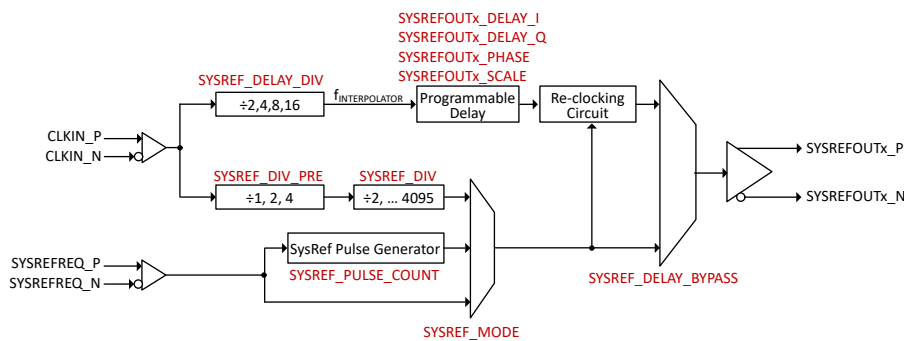 SYSREFOUTx_DELAY_I
SYSREFOUTx_DELAY_Q
SYSREFOUTx_PHASE
SYSREFOUTx_SCALE
SYSREF_DELAY_DIV
÷2,4,8,16
fINTERPOLATOR
Programmable
Delay
Re-clocking
Circuit
CLKIN_P
CLKIN_N
SYSREFOUTx_P
SYSREFOUTx_N
SYSREF_DIV_PRE
÷1, 2, 4
SYSREF_DIV
÷2, ... 4095
SysRef Pulse Generator
SYSREF_PULSE_COUNT
SYSREFREQ_P
SYSREFREQ_N
SYSREF_DELAY_BYPASS
SYSREF_MODE